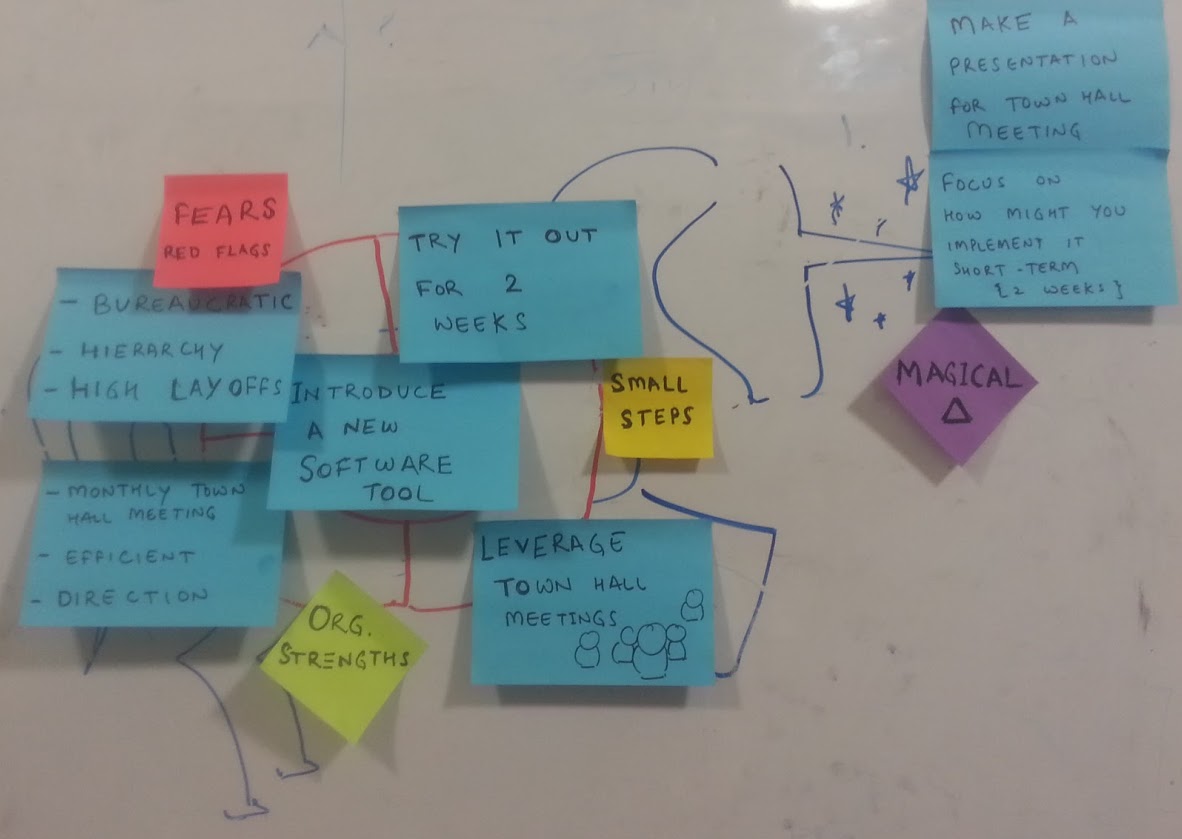 FEARS
RED FLAGS
- BUREAUCRATIC
- HIERARCHY
- HIGH LAYOFFS
- MONTHLY TOWN
HALL MEETING
- EFFICIENT
- DIRECTION
ORG.
STRENGTHS
INTRODUCE
A NEW
SOFTWARE
TOOL
TRY IT OUT
FOR 2
WEEKS
SMALL
STEPS
LEVERAGE
TOWN HALL
MEETINGS
MAKE A
PRESENTATION
FOR TOWN HALL
MEETING
FOCUS ON
HOW MIGHT YOU
IMPLEMENT IT
SHORT-TERM
[2 WEEKS}
MAGICAL
Δ